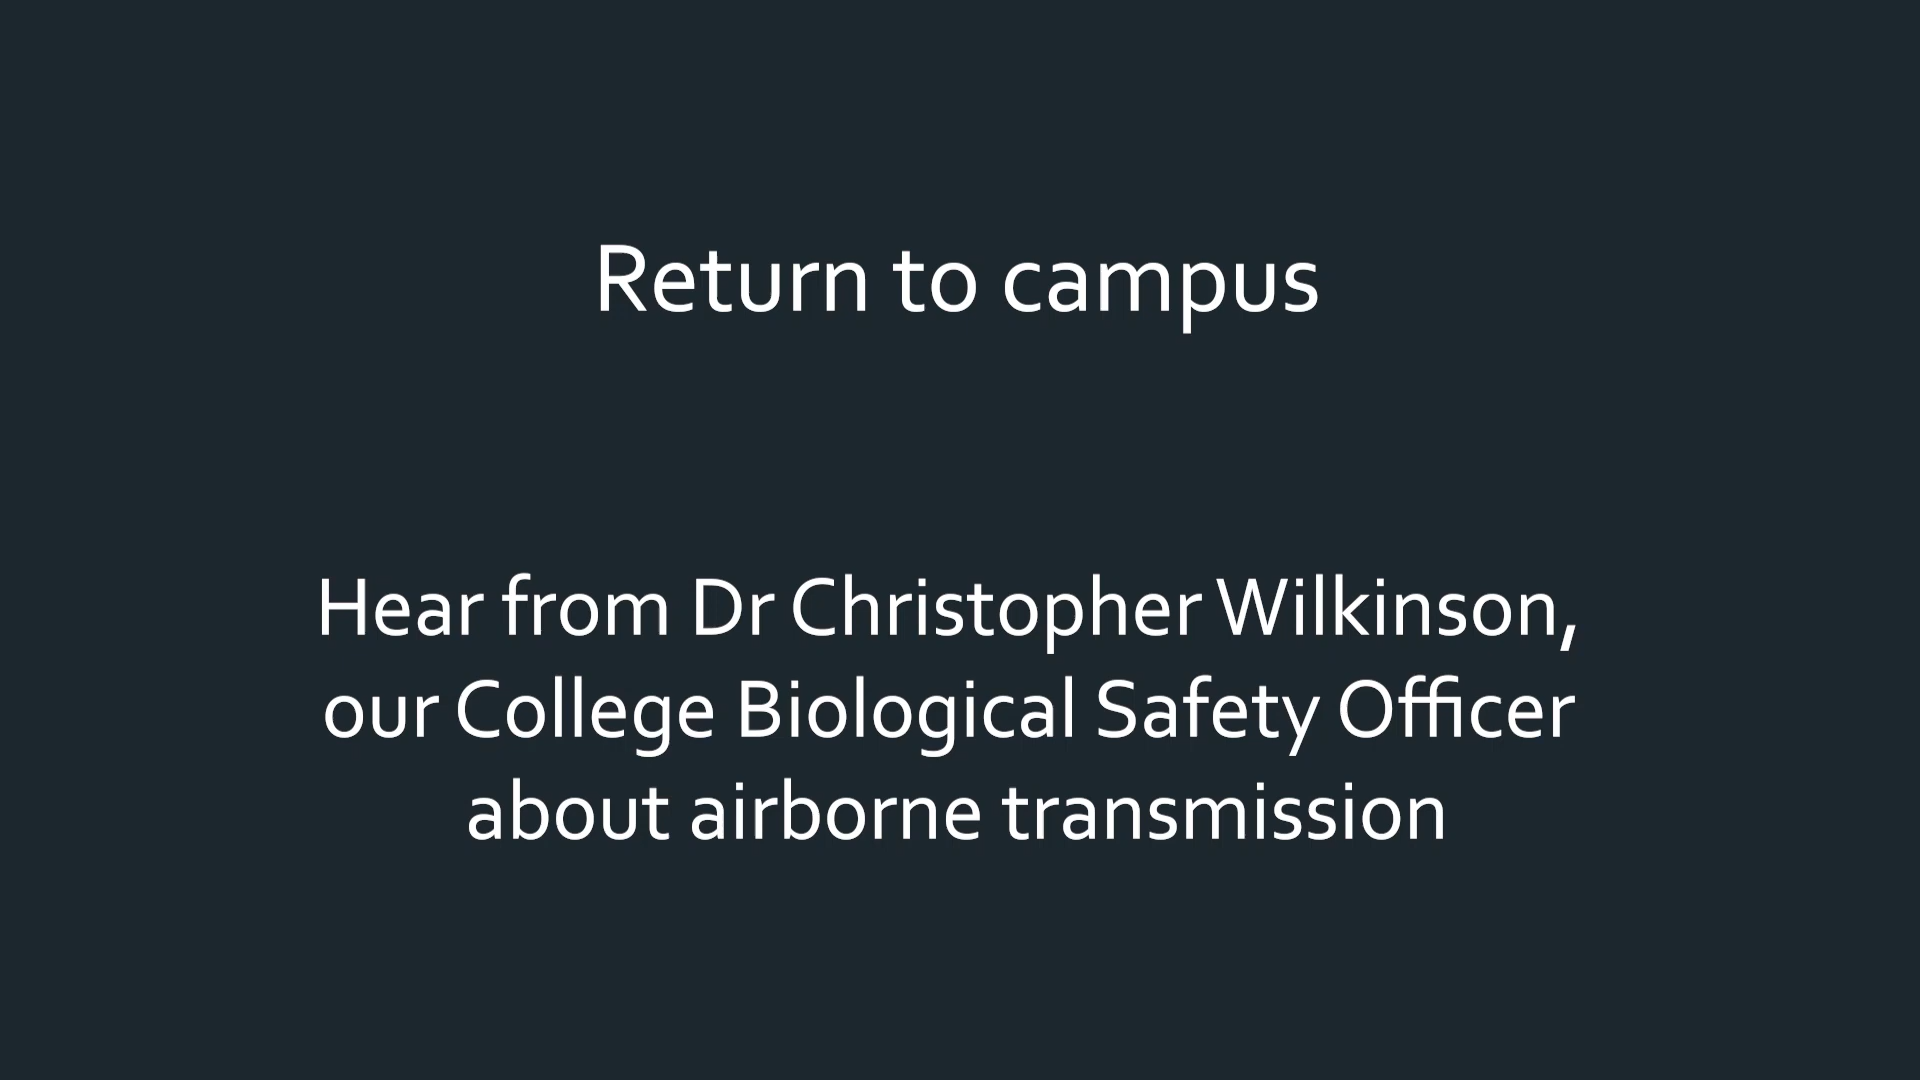 Return to campus
Hear from Dr Christopher Wilkinson,
our College Biological Safety Officer
about airborne transmission